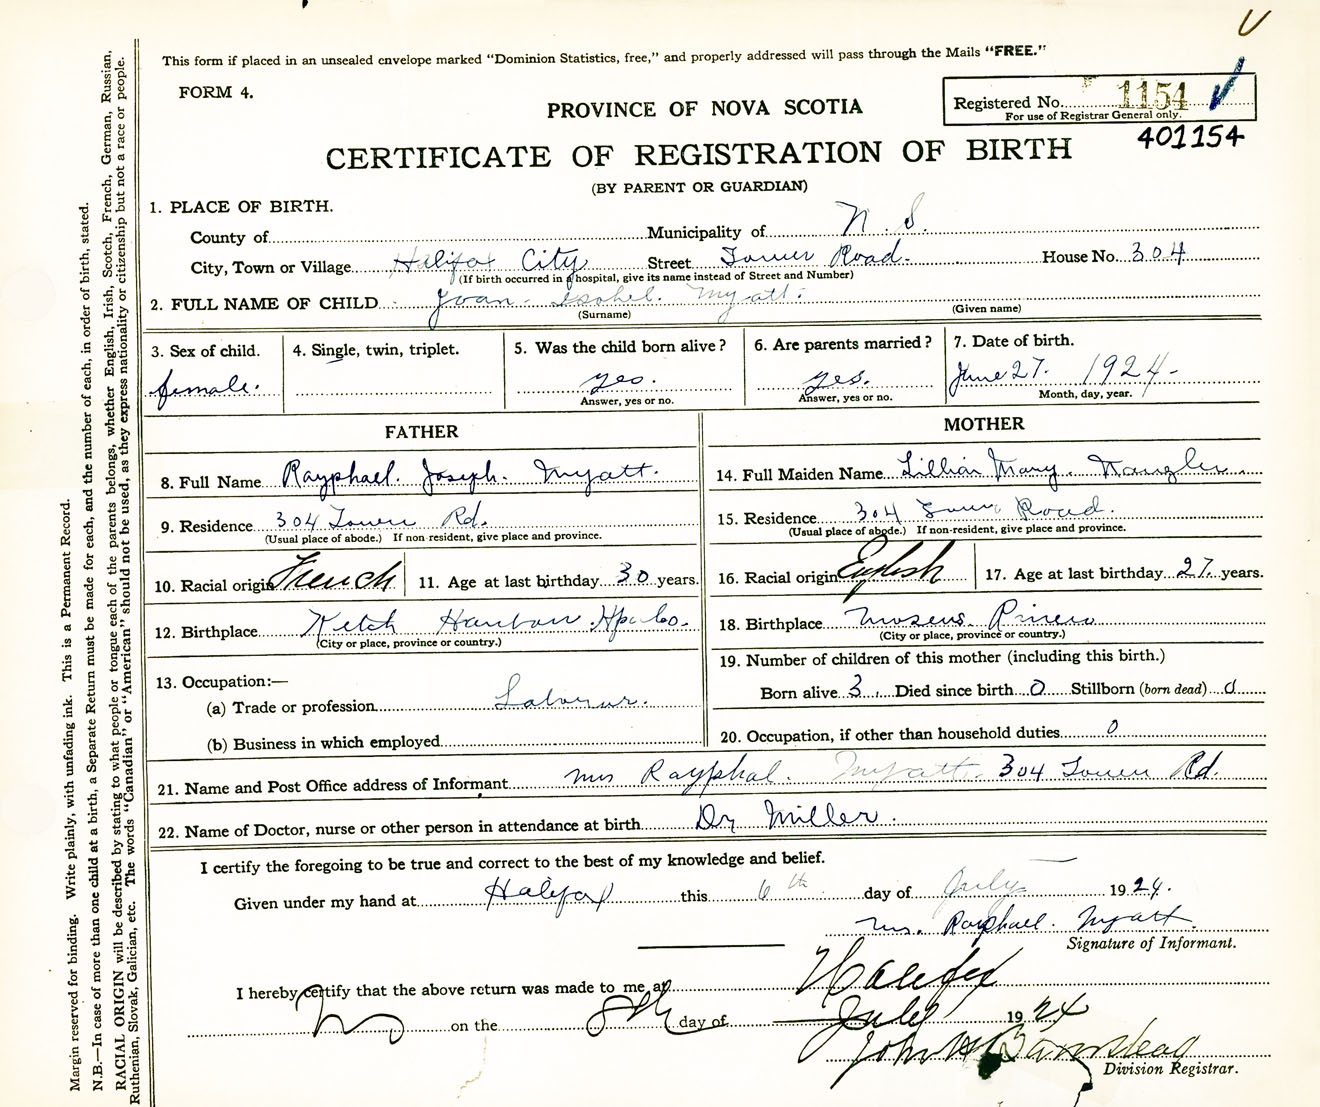 This form if placed in an unsealed envelope marked "Dominion Statistics, free," and properly addressed will pass through the Mails "FREE."
FORM 4.
PROVINCE OF NOVA SCOTIA
Registered No. 1154
For use of Registrar General only.
401154
CERTIFICATE OF REGISTRATION OF BIRTH
(BY PARENT OR GUARDIAN)
1. PLACE OF BIRTH.
County of Municipality of N. S.
City, Town or Village Halifax City Street Tower Road. House No. 304
(If birth occurred in a hospital, give its name instead of Street and Number)
2. FULL NAME OF CHILD Joan Isobel. Myatt.
(Surname) (Given name)
3. Sex of child. 4. Single, twin, triplet. 5. Was the child born alive? 6. Are parents married? 7. Date of birth.
female. yes. yes. June 27. 1924
Answer, yes or no. Answer, yes or no. Month, day, year.
FATHER
8. Full Name Rayphael. Joseph. Myatt.
9. Residence 304 Tower Rd.
(Usual place of abode.) If non-resident, give place and province.
10. Racial origin French 11. Age at last birthday 30 years.
12. Birthplace Ketch Harbour
(City or place, province or country.)
13. Occupation:—
(a) Trade or profession Labourer.
(b) Business in which employed
MOTHER
14. Full Maiden Name Lillian Mary
15. Residence 304 Tower Road.
(Usual place of abode.) If non-resident, give place and province.
16. Racial origin English 17. Age at last birthday 27 years.
18. Birthplace Mosers River
(City or place, province or country.)
19. Number of children of this mother (including this birth.)
Born alive 3 Died since birth 0 Stillborn (born dead) 0
20. Occupation, if other than household duties 0
21. Name and Post Office address of Informant Mrs Rayphal. Myatt. 304 Tower Rd.
22. Name of Doctor, nurse or other person in attendance at birth Dr Miller.
I certify the foregoing to be true and correct to the best of my knowledge and belief.
Given under my hand at Halifax this 6th day of July 1924.
Mrs. Rayphael. Myatt.
Signature of Informant.
I hereby certify that the above return was made to me at Halifax
on the 8th day of July 1924
John H Barnstead
Division Registrar.
Margin reserved for binding. Write plainly, with unfading ink. This is a Permanent Record.
N.B.—In case of more than one child at a birth, a Separate Return must be made for each, and the number of each, in order of birth, stated.
RACIAL ORIGIN will be described by stating to what people or tongue each of the parents belongs, whether English, Irish, Scotch, French, German, Russian,
Ruthenian, Slovak, Galician, etc. The words "Canadian" or "American" should not be used, as they express nationality or citizenship but not a race or people.